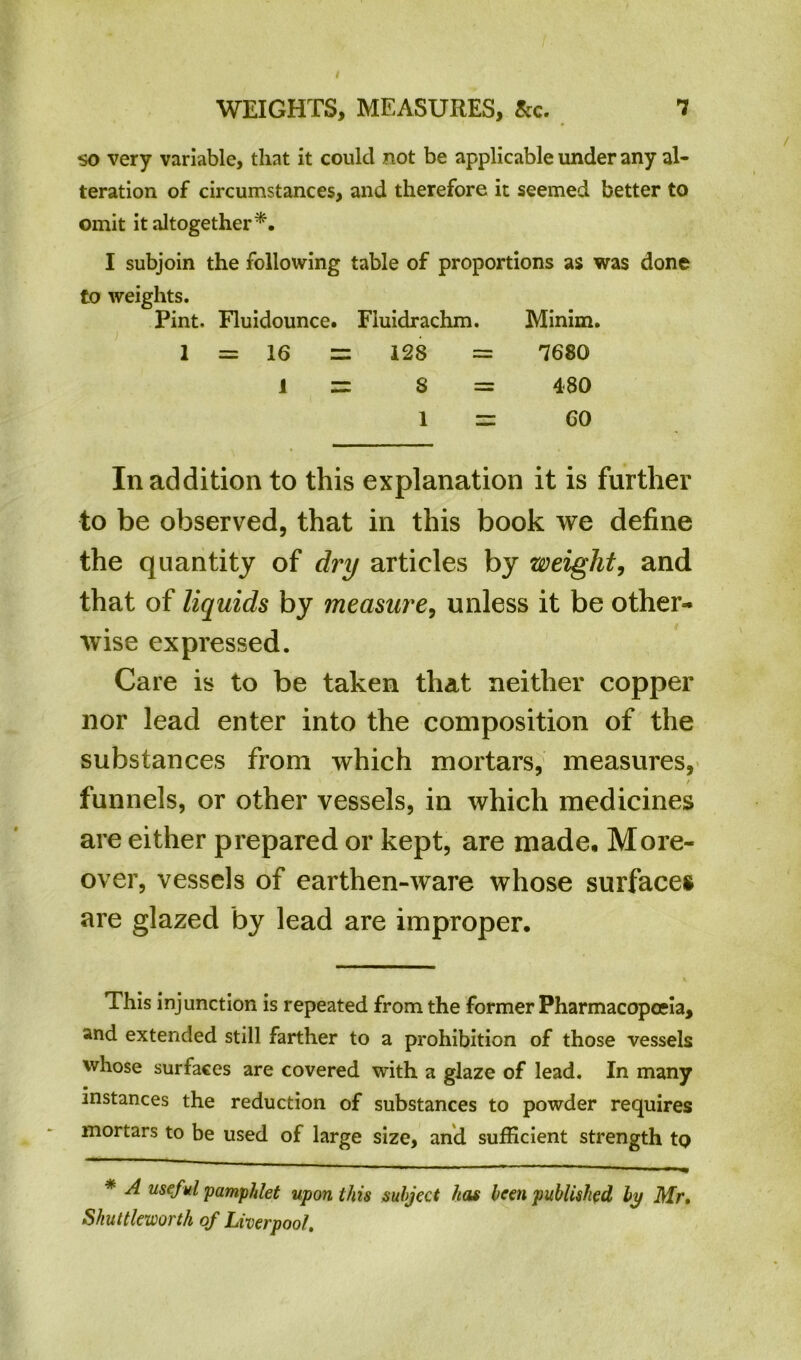 WEIGHTS, MEASURES, &c. 7
so very variable, that it could not be applicable under any al-
teration of circumstances, and therefore it seemed better to
omit it altogether*.
I subjoin the following table of proportions as was done
to weights.
Pint. Fluidounce. Fluidrachm. Minim.
1 = 16 = 128 = 7680
1 = 8 = 480
1 = 60
In addition to this explanation it is further
to be observed, that in this book we define
the quantity of dry articles by weight, and
that of liquids by measure, unless it be other-
wise expressed.
Care is to be taken that neither copper
nor lead enter into the composition of the
substances from which mortars, measures,
funnels, or other vessels, in which medicines
are either prepared or kept, are made. More-
over, vessels of earthen-ware whose surfaces
are glazed by lead are improper.
This injunction is repeated from the former Pharmacopœia,
and extended still farther to a prohibition of those vessels
whose surfaces are covered with a glaze of lead. In many
instances the reduction of substances to powder requires
mortars to be used of large size, and sufficient strength to
* A useful pamphlet upon this subject has been published by Mr.
Shuttleworth of Liverpool.